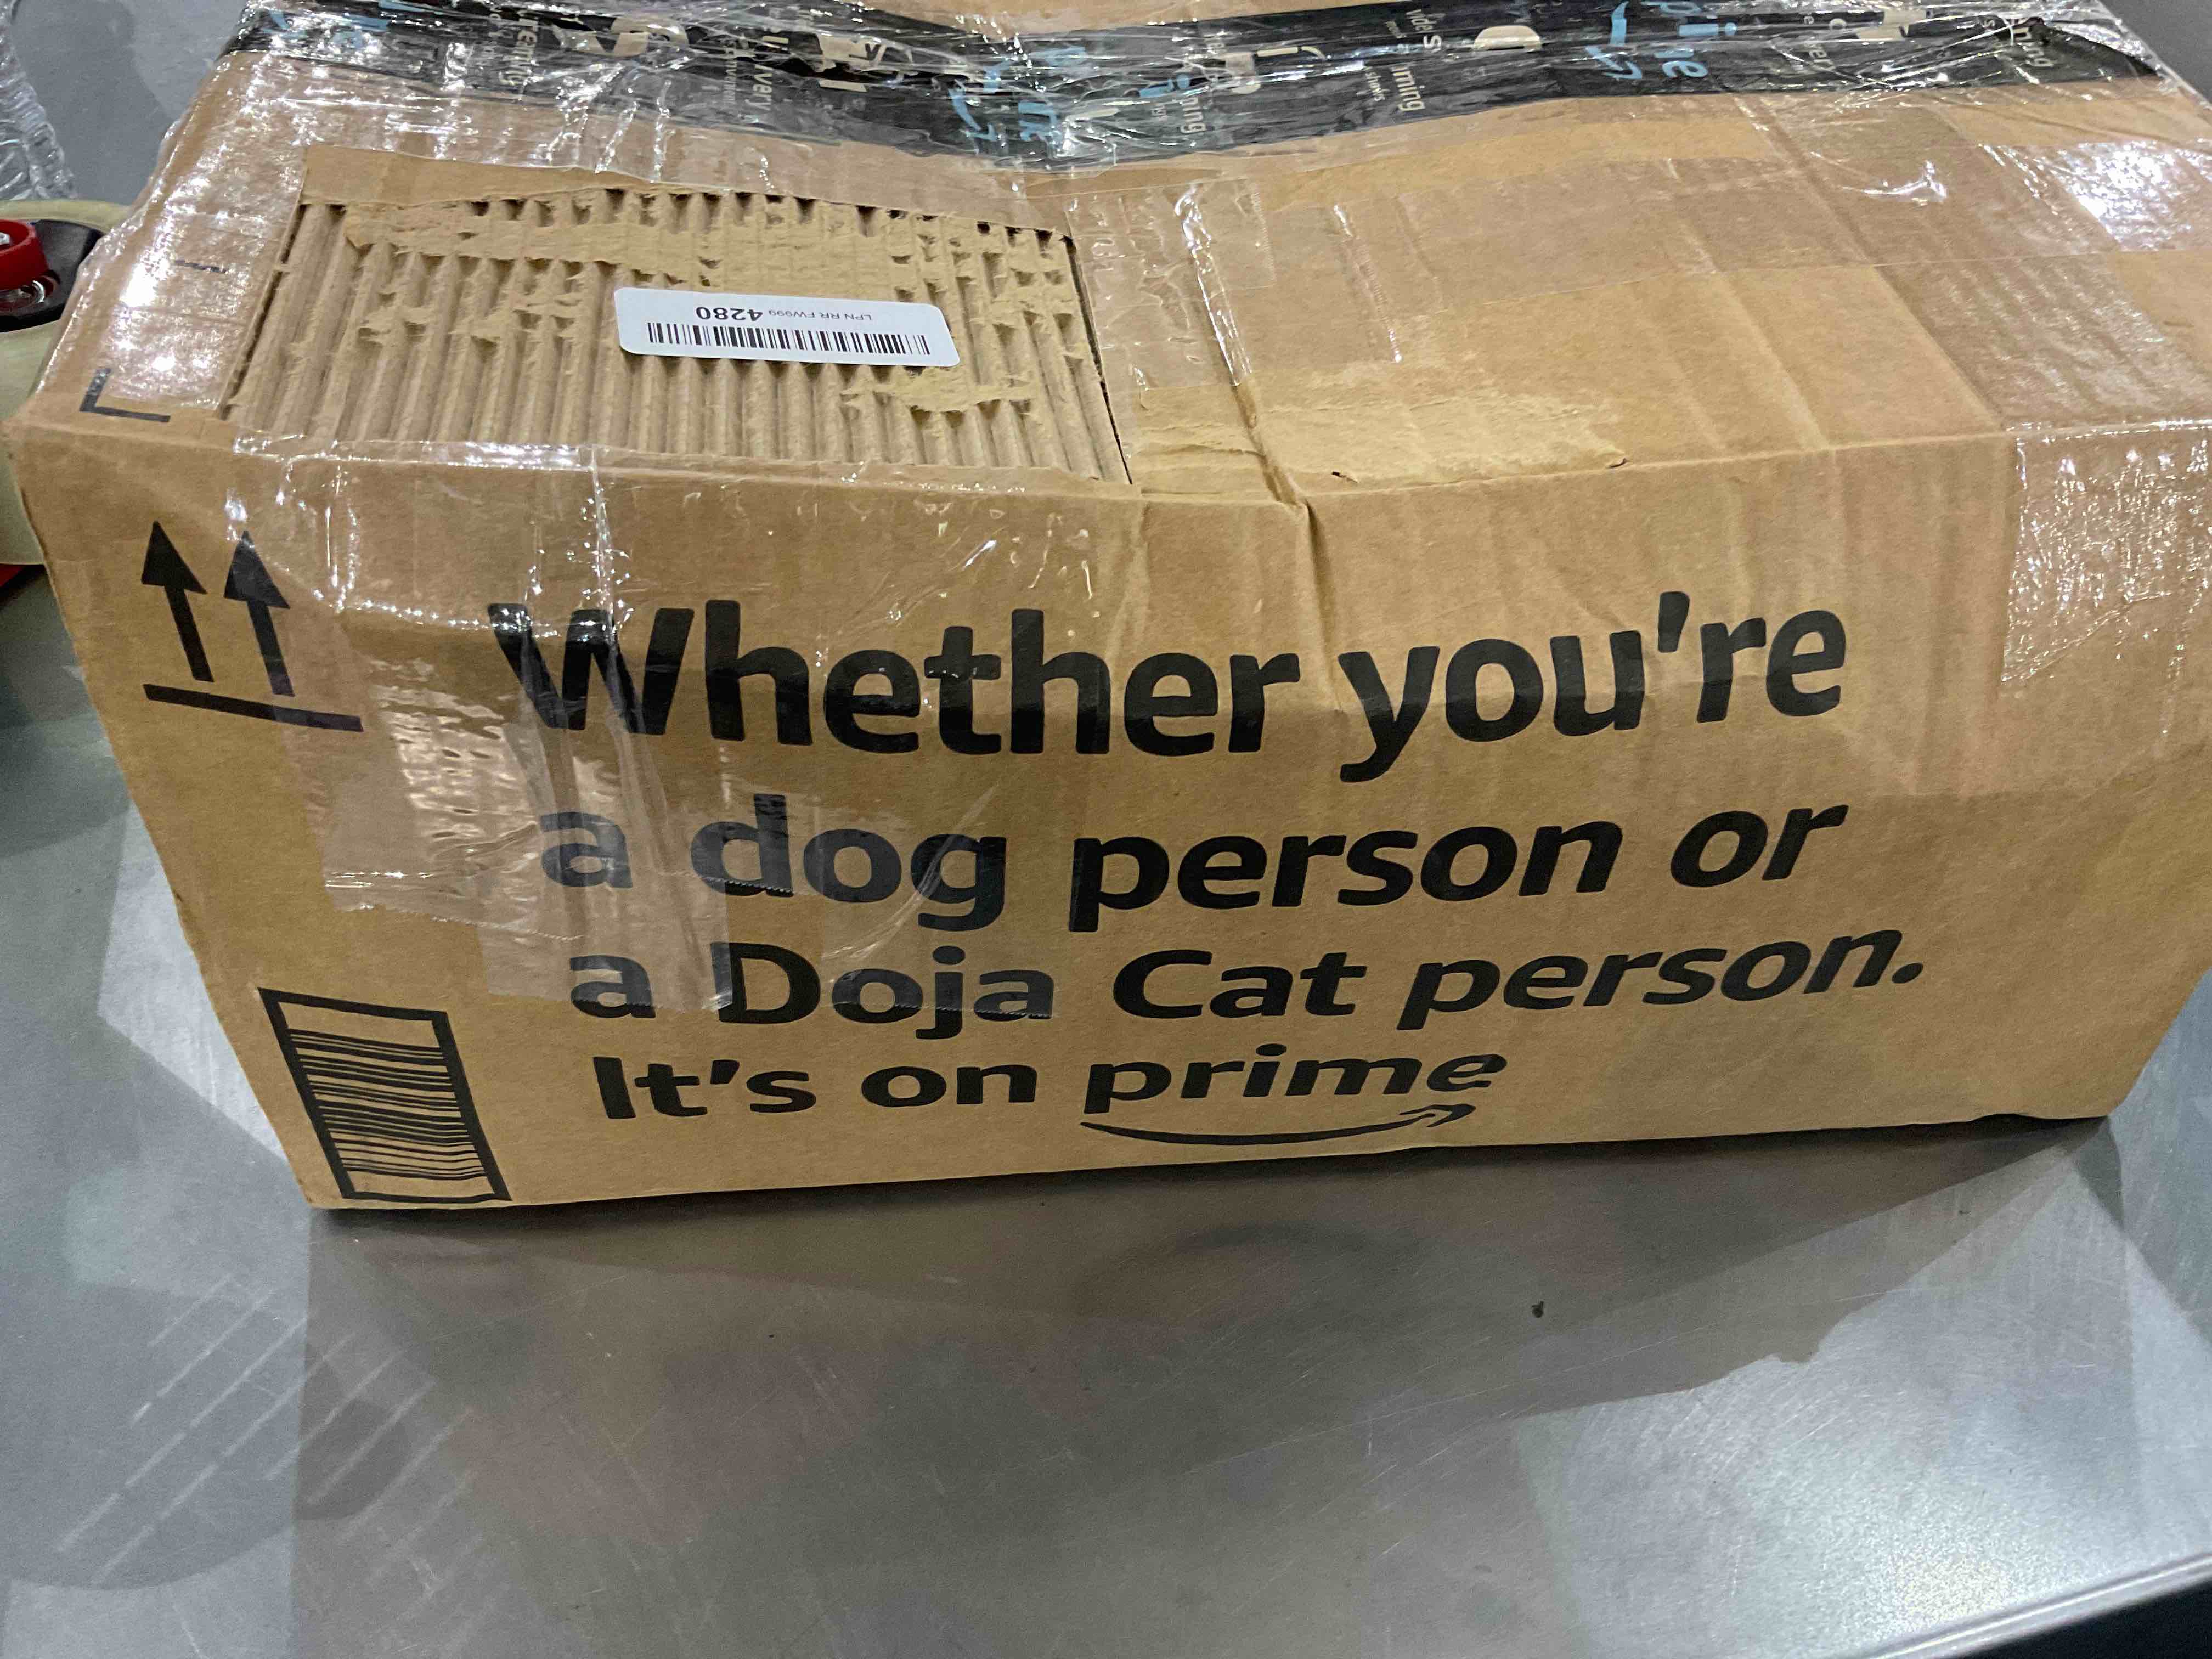 LPN RR FW999 4280
Whether you're
a dog person or
a Doja Cat person.
It's on prime